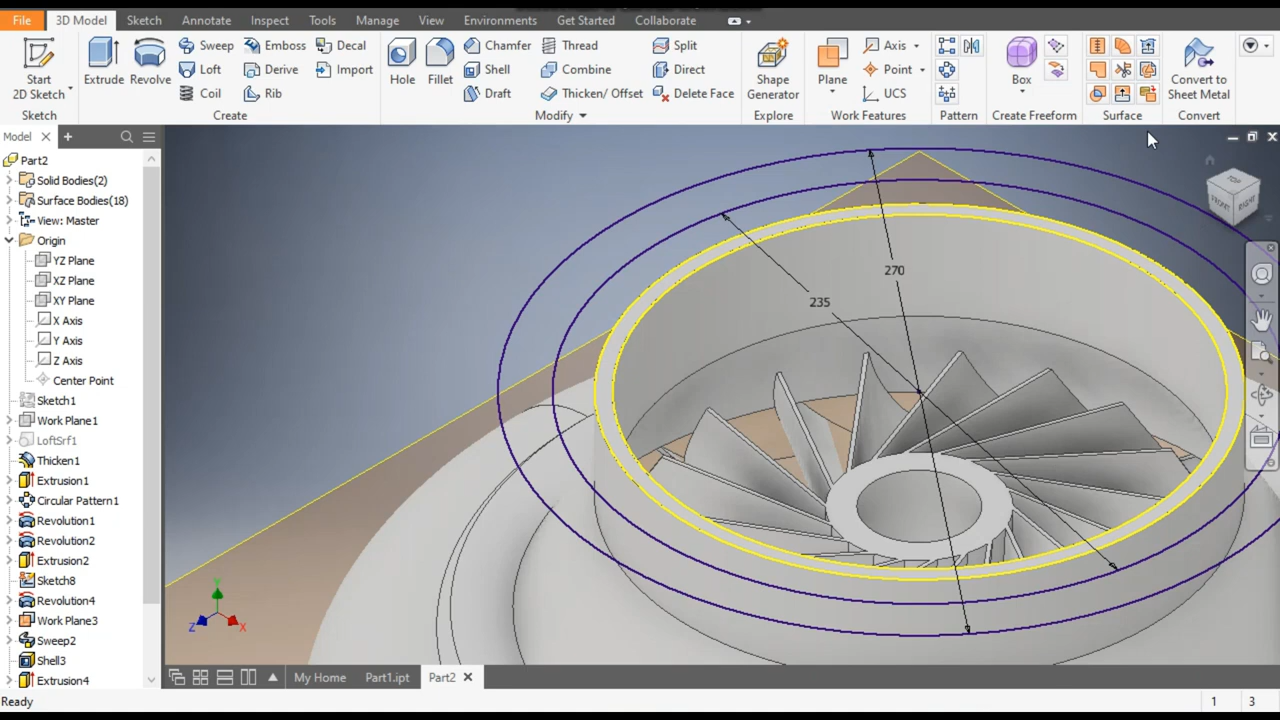 File 3D Model Sketch Annotate Inspect Tools Manage View Environments Get Started Collaborate
Start 2D Sketch
Sketch
Extrude
Revolve
Sweep
Loft
Coil
Emboss
Derive
Rib
Decal
Import
Create
Hole
Fillet
Chamfer
Shell
Draft
Thread
Combine
Thicken/ Offset
Split
Direct
Delete Face
Modify
Shape Generator
Explore
Plane
Axis
Point
UCS
Work Features
Pattern
Box
Create Freeform
Surface
Convert to Sheet Metal
Convert
Model
Part2
Solid Bodies(2)
Surface Bodies(18)
View: Master
Origin
YZ Plane
XZ Plane
XY Plane
X Axis
Y Axis
Z Axis
Center Point
Sketch1
Work Plane1
LoftSrf1
Thicken1
Extrusion1
Circular Pattern1
Revolution1
Revolution2
Extrusion2
Sketch8
Revolution4
Work Plane3
Sweep2
Shell3
Extrusion4
270
235
TOP
FRONT
RIGHT
Y
Z
X
My Home Part1.ipt Part2
Ready 1 3